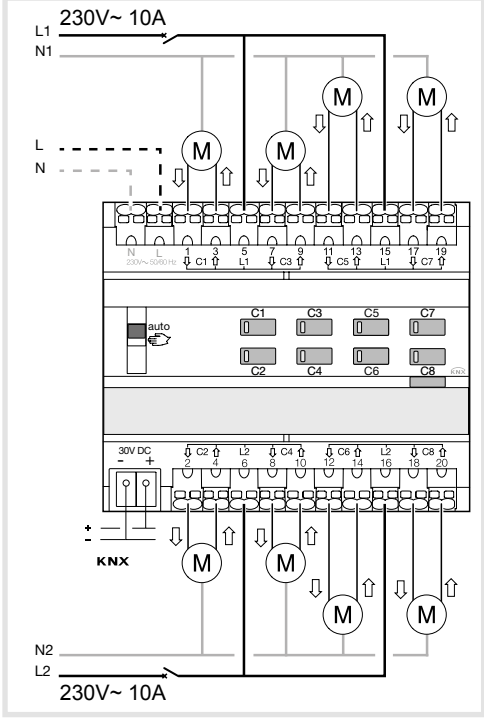 230V~ 10A
L1
N1
M M
M M
L
N
N L 1 3 5 7 9 11 13 15 17 19
230V~ 50/60 Hz C1 L1 C3 C5 L1 C7
C1 C3 C5 C7
auto
C2 C4 C6 C8
KNX
30V DC C2 L2 C4 C6 L2 C8
- + 2 4 6 8 10 12 14 16 18 20
+
-
KNX
M M
M M
N2
L2
230V~ 10A